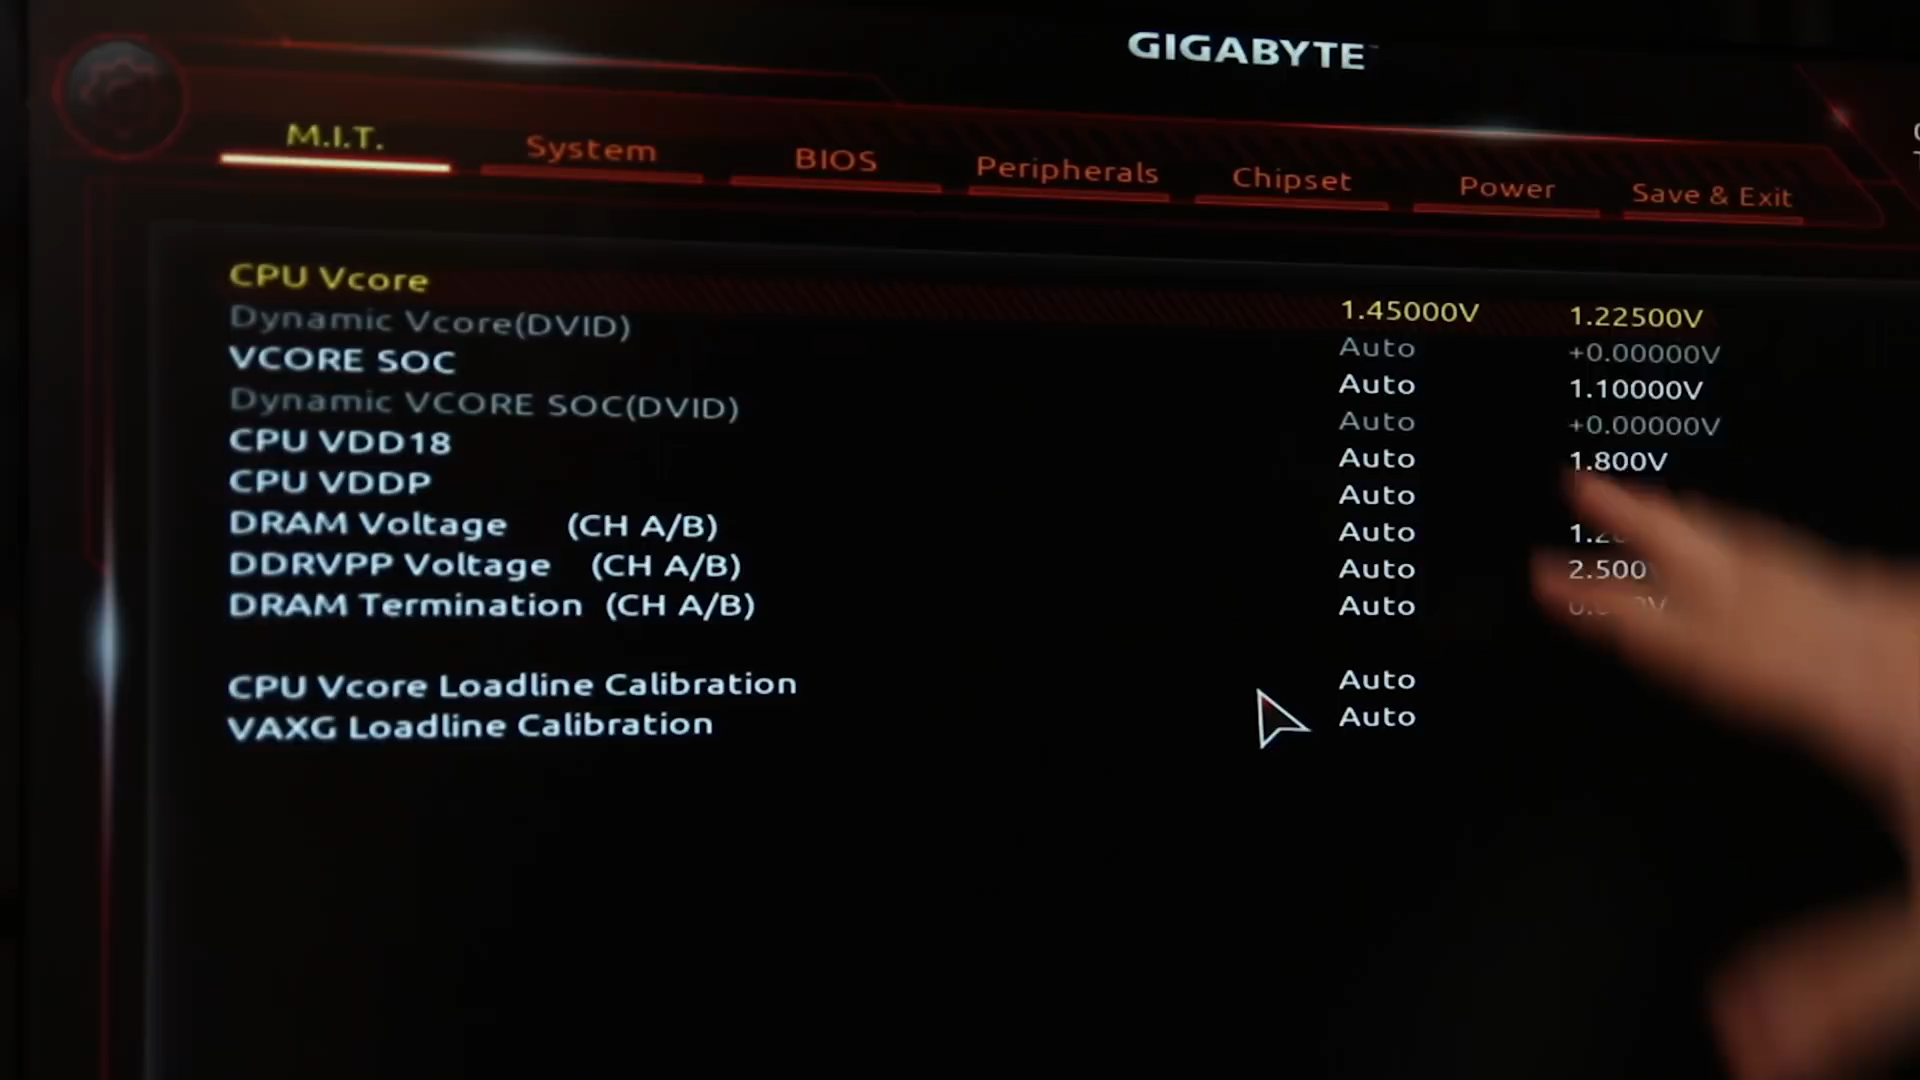 GIGABYTE
M.I.T. System BIOS Peripherals Chipset Power Save & Exit
CPU Vcore 1.45000V 1.22500V
Dynamic Vcore(DVID) Auto +0.00000V
VCORE SOC Auto 1.10000V
Dynamic VCORE SOC(DVID) Auto +0.00000V
CPU VDD18 Auto 1.800V
CPU VDDP Auto
DRAM Voltage (CH A/B) Auto
DDRVPP Voltage (CH A/B) Auto 2.500
DRAM Termination (CH A/B) Auto
CPU Vcore Loadline Calibration Auto
VAXG Loadline Calibration Auto